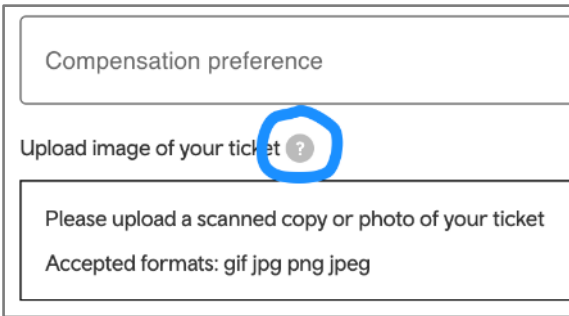 Compensation preference
Upload image of your ticket ?
Please upload a scanned copy or photo of your ticket
Accepted formats: gif jpg png jpeg